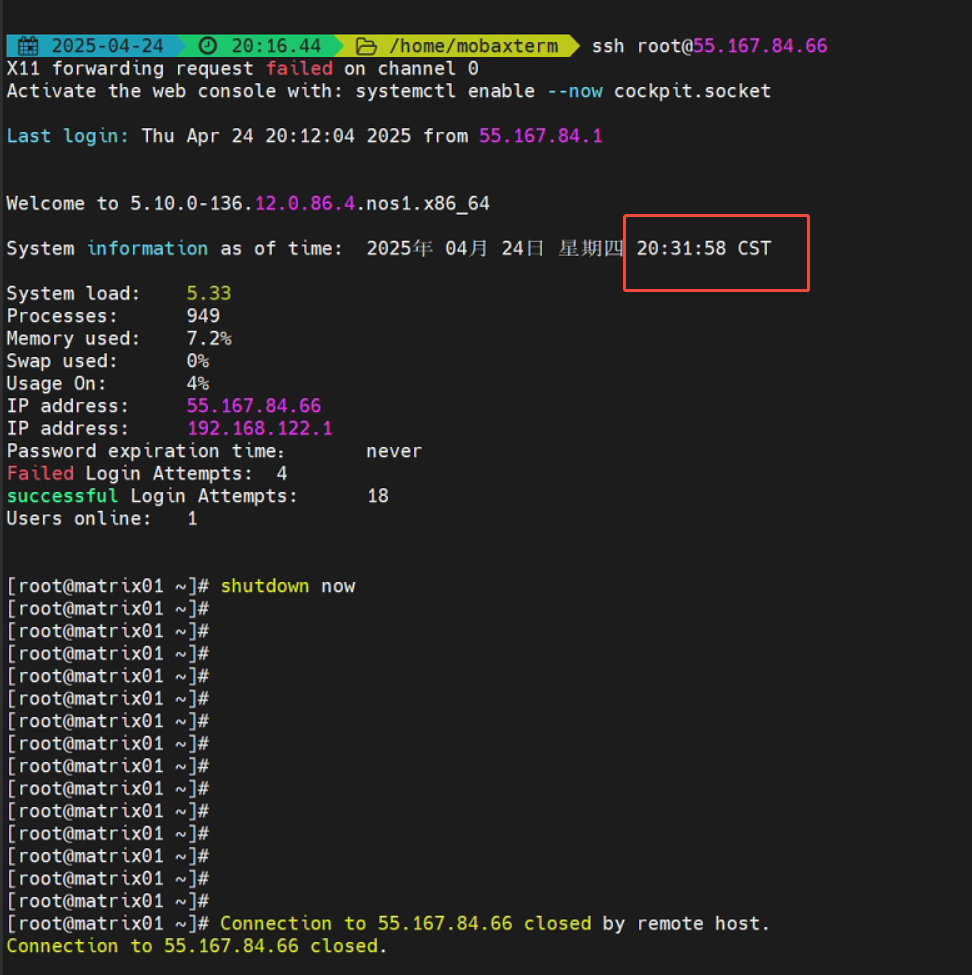 2025-04-24 20:16.44 /home/mobaxterm ssh root@55.167.84.66
X11 forwarding request failed on channel 0
Activate the web console with: systemctl enable --now cockpit.socket
Last login: Thu Apr 24 20:12:04 2025 from 55.167.84.1
Welcome to 5.10.0-136.12.0.86.4.nos1.x86_64
System information as of time: 2025年 04月 24日 星期四 20:31:58 CST
System load: 5.33
Processes: 949
Memory used: 7.2%
Swap used: 0%
Usage On: 4%
IP address: 55.167.84.66
IP address: 192.168.122.1
Password expiration time: never
Failed Login Attempts: 4
successful Login Attempts: 18
Users online: 1
[root@matrix01 ~]# shutdown now
[root@matrix01 ~]#
[root@matrix01 ~]#
[root@matrix01 ~]#
[root@matrix01 ~]#
[root@matrix01 ~]#
[root@matrix01 ~]#
[root@matrix01 ~]#
[root@matrix01 ~]#
[root@matrix01 ~]#
[root@matrix01 ~]#
[root@matrix01 ~]#
[root@matrix01 ~]#
[root@matrix01 ~]#
[root@matrix01 ~]#
[root@matrix01 ~]# Connection to 55.167.84.66 closed by remote host.
Connection to 55.167.84.66 closed.